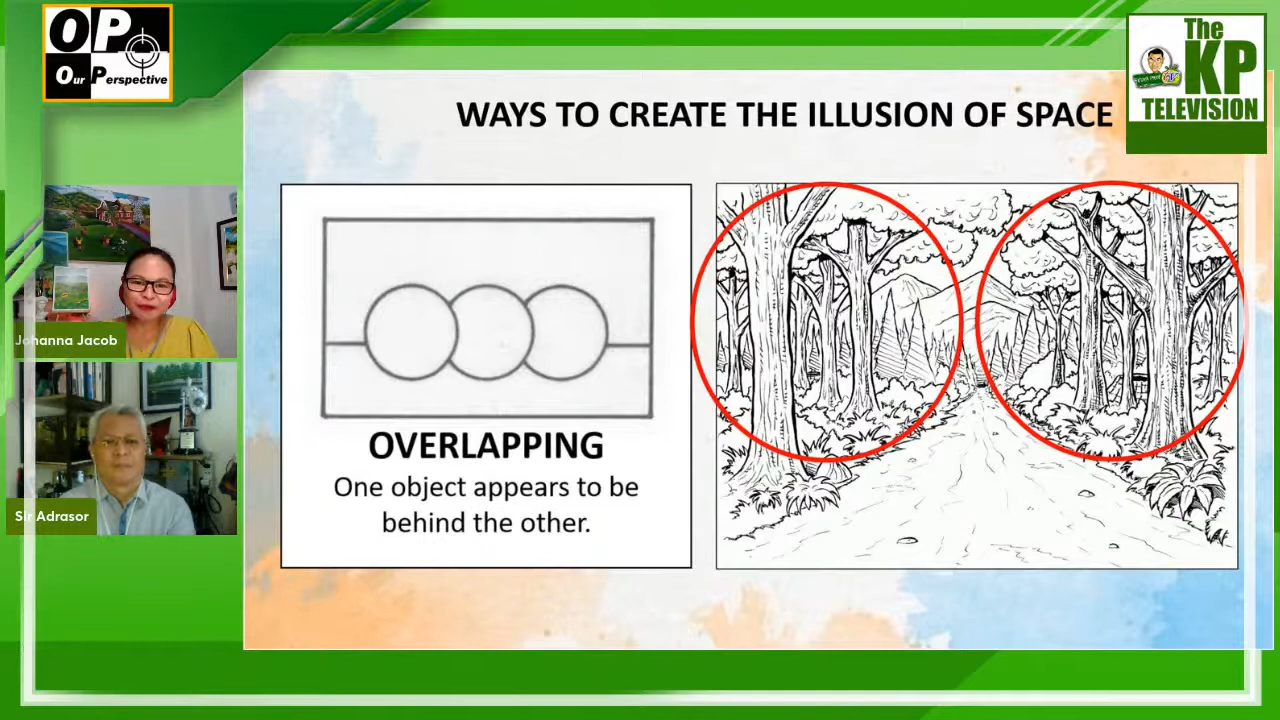 OP
Our Perspective
The
KP
TELEVISION
WAYS TO CREATE THE ILLUSION OF SPACE
Johanna Jacob
Sir Adrasor
OVERLAPPING
One object appears to be
behind the other.